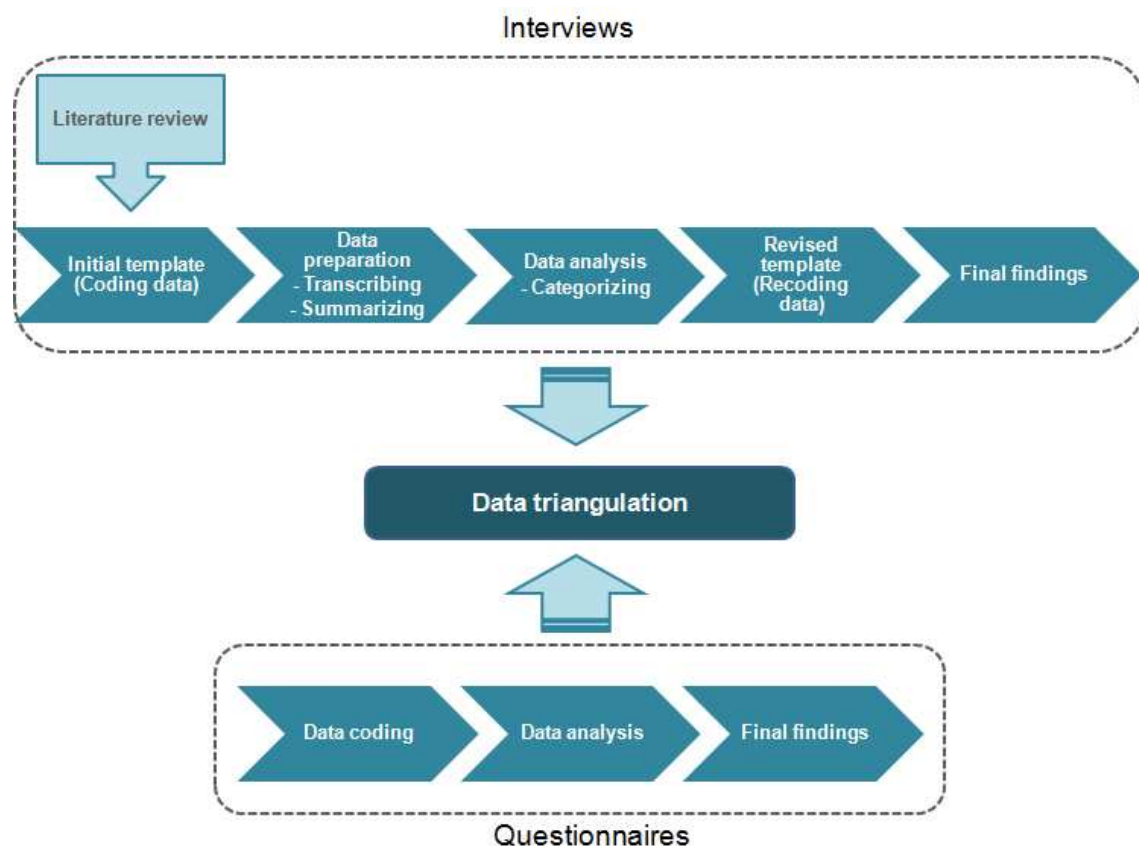 Interviews
Literature review
Initial template
(Coding data)
Data
preparation
- Transcribing
- Summarizing
Data analysis
- Categorizing
Revised
template
(Recoding
data)
Final findings
Data triangulation
Data coding
Data analysis
Final findings
Questionnaires